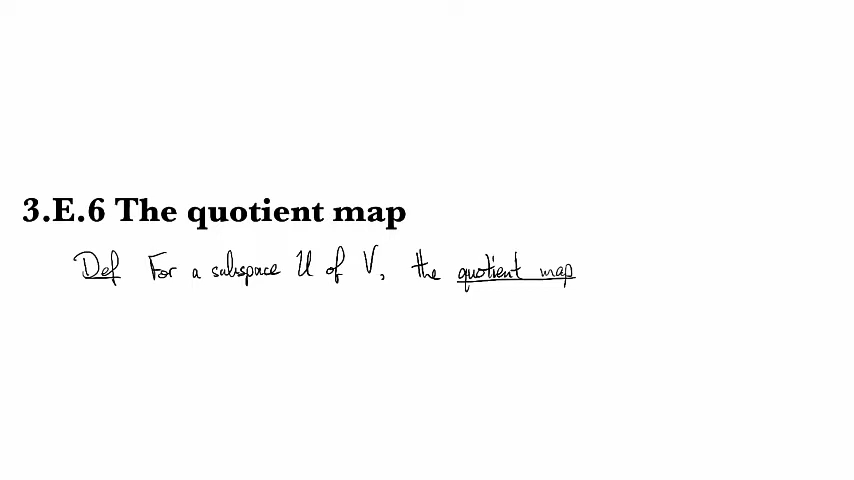 3.E.6 The quotient map
Def For a subspace U of V, the quotient map